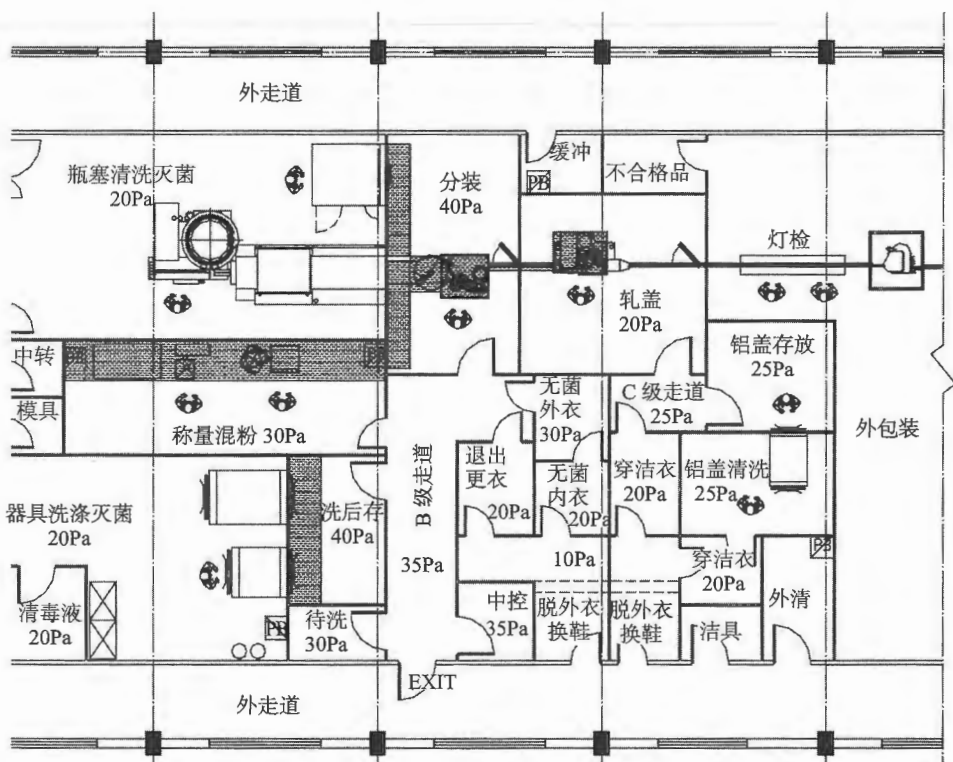 外走道
缓冲
PB
不合格品
瓶塞清洗灭菌
20Pa
分装
40Pa
灯检
轧盖
20Pa
铝盖存放
25Pa
中转
模具
称量混粉 30Pa
无菌
外衣
30Pa
C 级走道
25Pa
外包装
B 级走道
35Pa
退出
更衣
20Pa
无菌
内衣
20Pa
穿洁衣
20Pa
铝盖清洗
25Pa
器具洗涤灭菌
20Pa
洗后存
40Pa
10Pa
穿洁衣
20Pa
PB
清毒液
20Pa
PB
待洗
30Pa
中控
35Pa
脱外衣
换鞋
脱外衣
换鞋
洁具
外清
EXIT
外走道